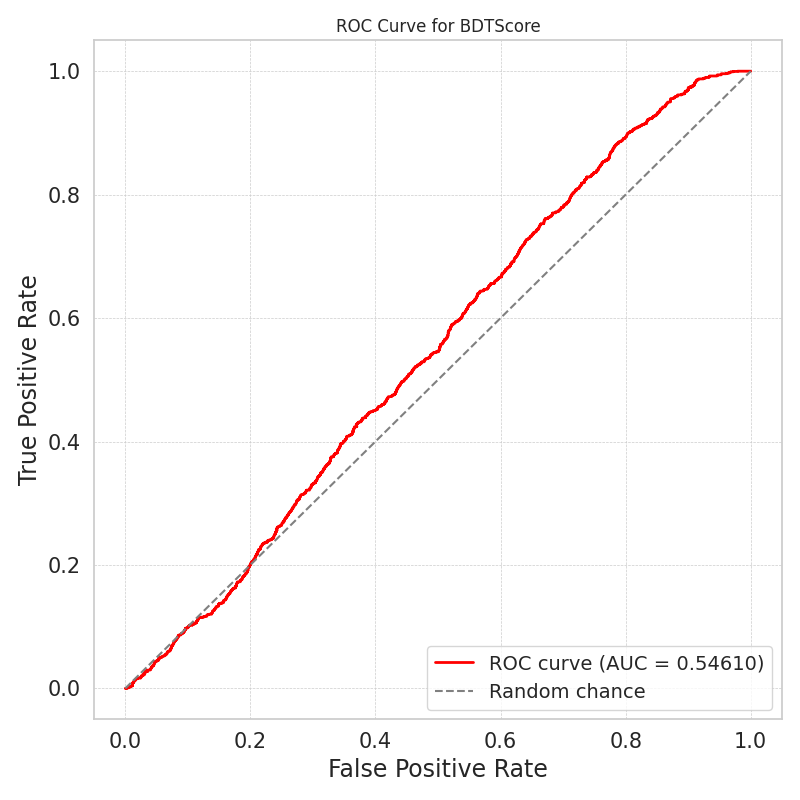 ROC Curve for BDTScore
True Positive Rate
1.0
0.8
0.6
0.4
0.2
0.0
ROC curve (AUC = 0.54610)
Random chance
0.0 0.2 0.4 0.6 0.8 1.0
False Positive Rate